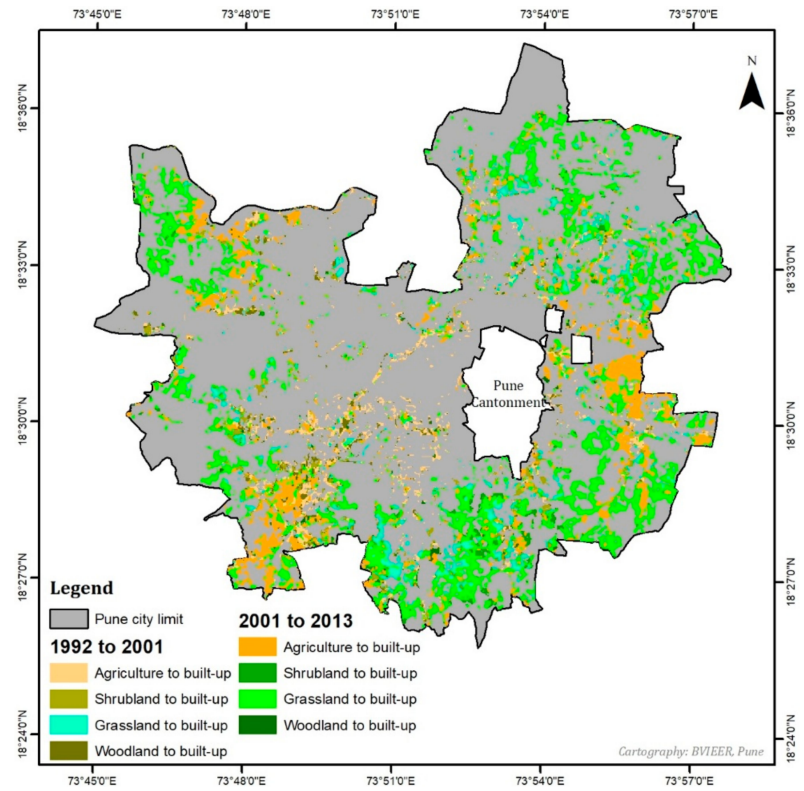 73°45'0"E 73°48'0"E 73°51'0"E 73°54'0"E 73°57'0"E
N
18°36'0"N 18°36'0"N
18°33'0"N 18°33'0"N
Pune
Cantonment
18°30'0"N 18°30'0"N
18°27'0"N 18°27'0"N
Legend
Pune city limit
1992 to 2001
Agriculture to built-up
Shrubland to built-up
Grassland to built-up
Woodland to built-up
2001 to 2013
Agriculture to built-up
Shrubland to built-up
Grassland to built-up
Woodland to built-up
18°24'0"N 18°24'0"N
Cartography: BVIEER, Pune
73°45'0"E 73°48'0"E 73°51'0"E 73°54'0"E 73°57'0"E